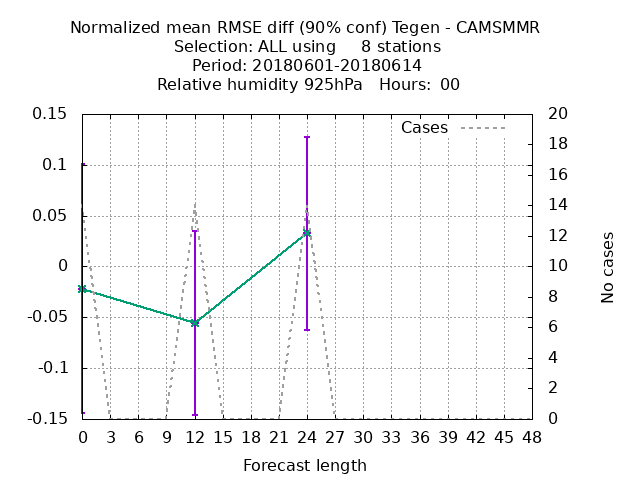 Normalized mean RMSE diff (90% conf) Tegen - CAMSMMR
Selection: ALL using 8 stations
Period: 20180601-20180614
Relative humidity 925hPa Hours: 00
Cases
0.15
0.1
0.05
0
-0.05
-0.1
-0.15
20
18
16
14
12
10
8
6
4
2
0
No cases
0 3 6 9 12 15 18 21 24 27 30 33 36 39 42 45 48
Forecast length